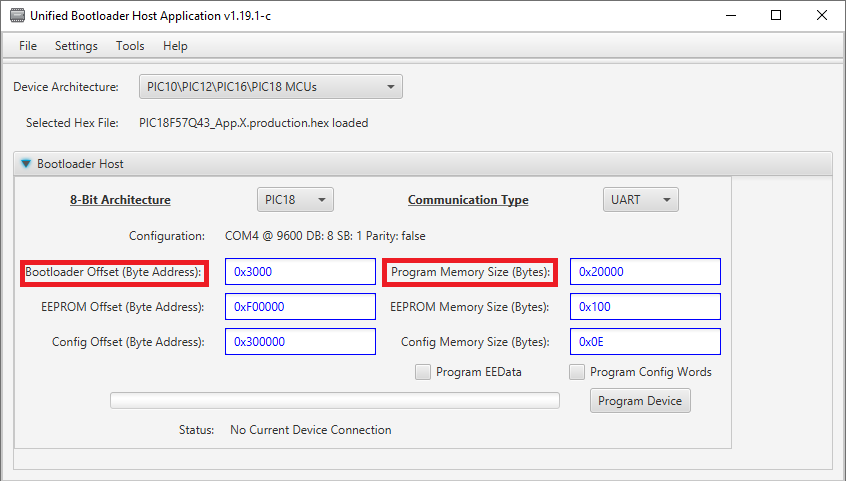 Unified Bootloader Host Application v1.19.1-c
File Settings Tools Help
Device Architecture: PIC10\PIC12\PIC16\PIC18 MCUs
Selected Hex File: PIC18F57Q43_App.X.production.hex loaded
Bootloader Host
8-Bit Architecture PIC18 Communication Type UART
Configuration: COM4 @ 9600 DB: 8 SB: 1 Parity: false
Bootloader Offset (Byte Address): 0x3000 Program Memory Size (Bytes): 0x20000
EEPROM Offset (Byte Address): 0xF00000 EEPROM Memory Size (Bytes): 0x100
Config Offset (Byte Address): 0x300000 Config Memory Size (Bytes): 0x0E
Program EEData Program Config Words
Program Device
Status: No Current Device Connection